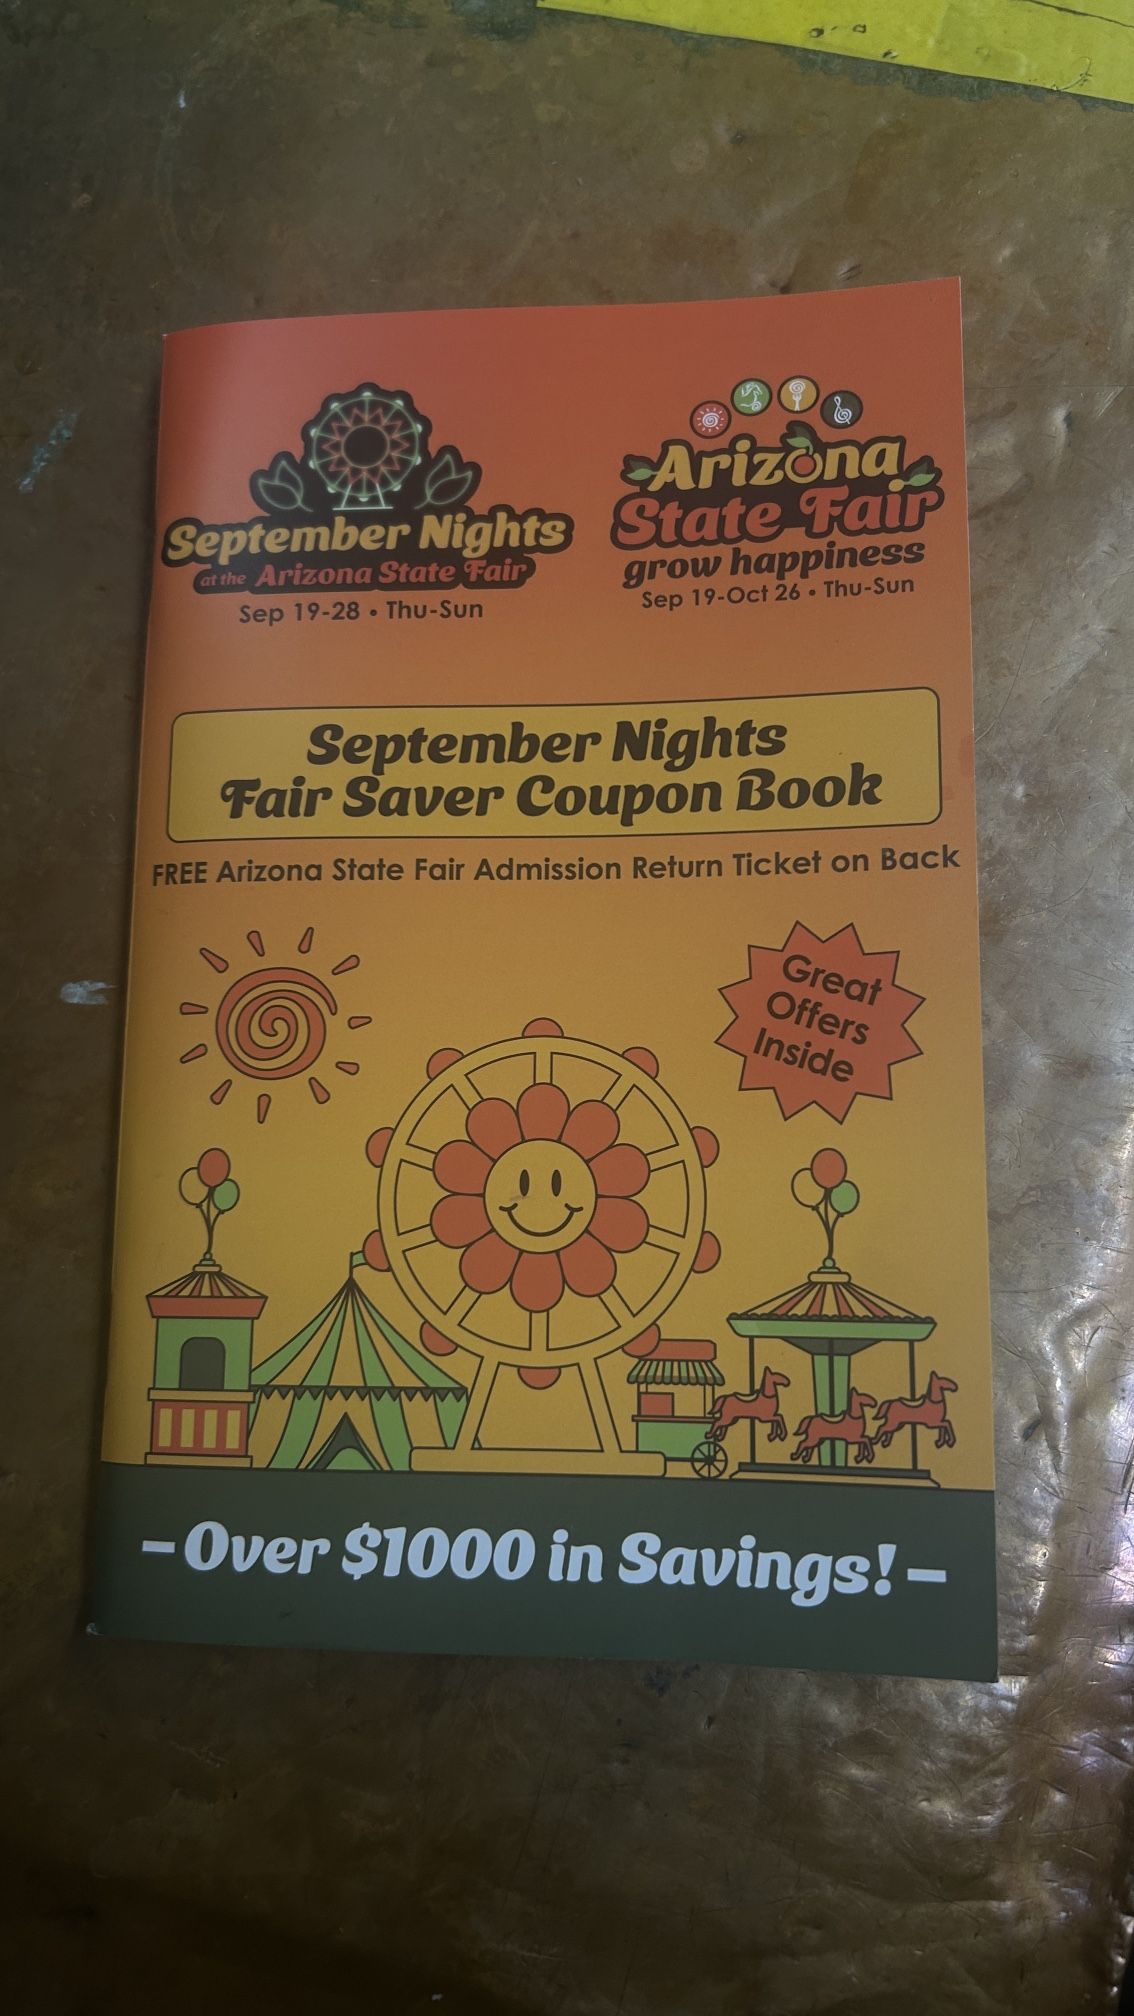 September Nights
at the Arizona State Fair
Sep 19-28 • Thu-Sun
Arizona
State Fair
grow happiness
Sep 19-Oct 26 • Thu-Sun
September Nights
Fair Saver Coupon Book
FREE Arizona State Fair Admission Return Ticket on Back
Great
Offers
Inside
– Over $1000 in Savings! –